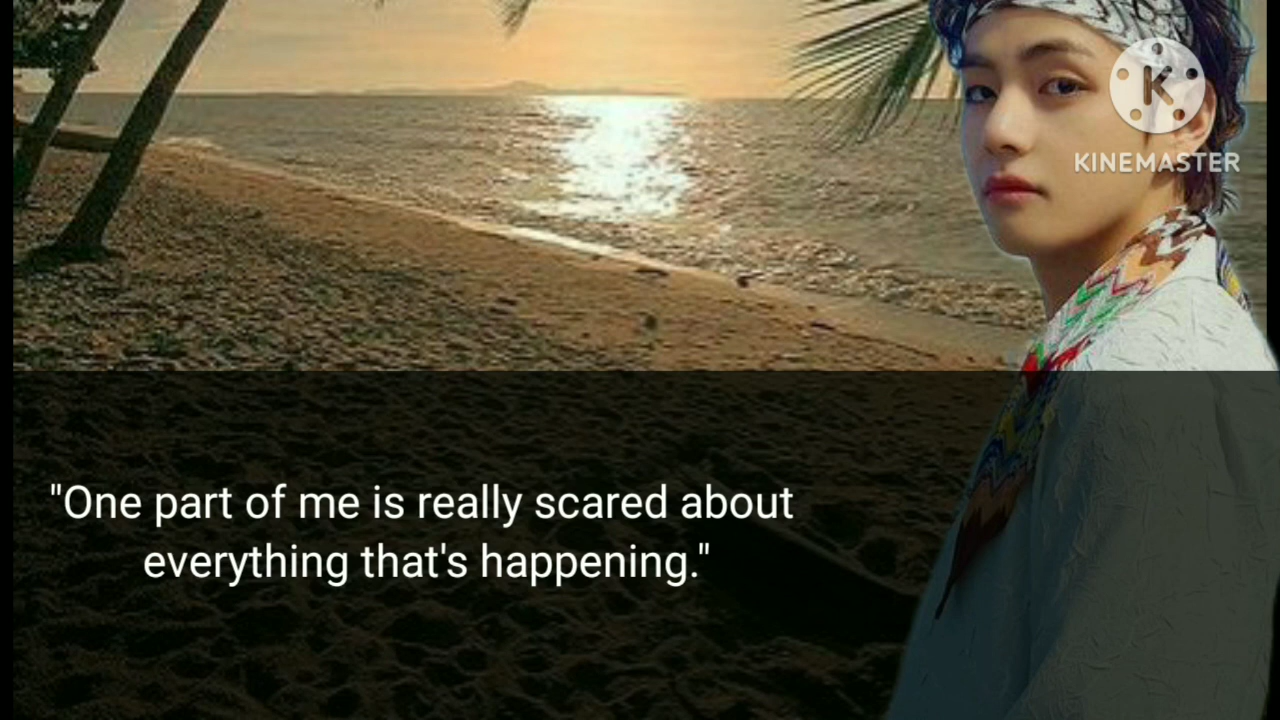 K
KINEMASTER
"One part of me is really scared about
everything that's happening."